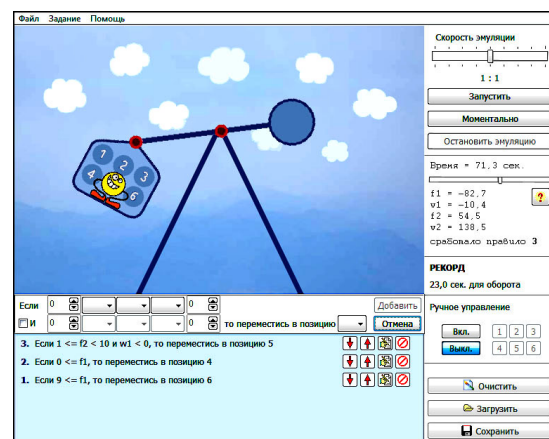 Файл Задание Помощь
Скорость эмуляции
1 : 1
Запустить
Моментально
Остановить эмуляцию
Время = 71,3 сек.
f1 = -82,7
v1 = -10,4
f2 = 54,5
v2 = 138,5
?
сработало правило 3
РЕКОРД
23,0 сек. для оборота
Ручное управление
Вкл. 1 2 3
Выкл. 4 5 6
Очистить
Загрузить
Сохранить
1 2 3 4 6
Если 0 0 Добавить
И 0 0 то переместись в позицию Отмена
3. Если 1 <= f2 < 10 и w1 < 0, то переместись в позицию 5
2. Если 0 <= f1, то переместись в позицию 4
1. Если 9 <= f1, то переместись в позицию 6